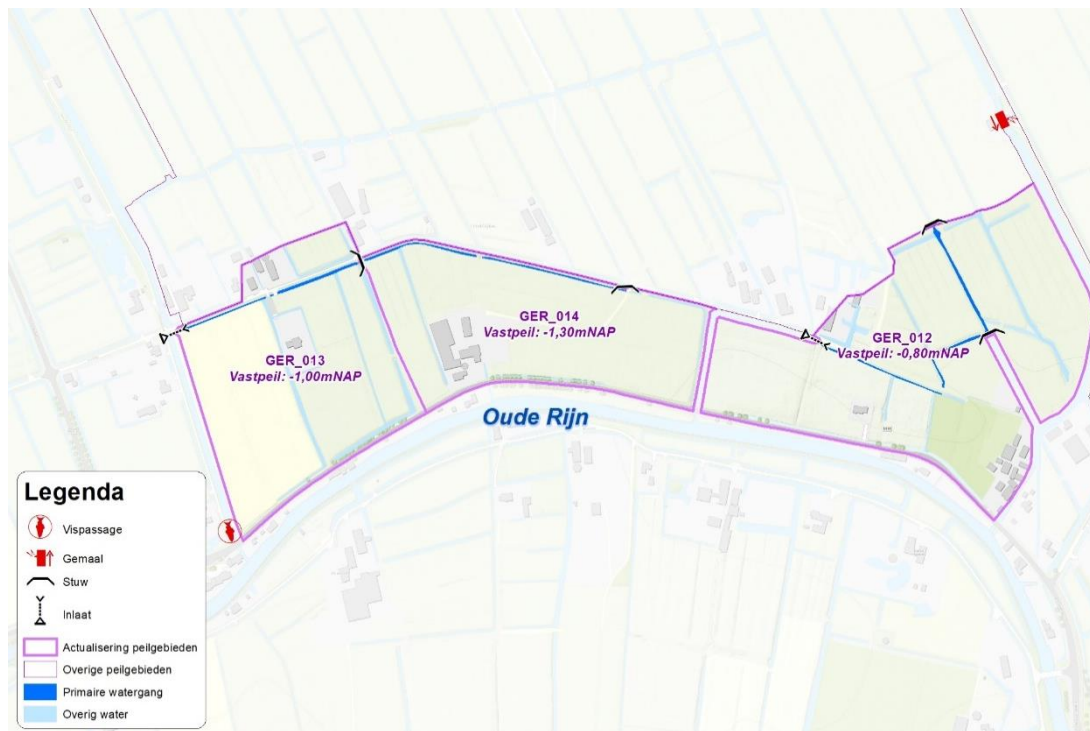 GER_014
Vastpeil: -1,30mNAP
GER_012
Vastpeil: -0,80mNAP
GER_013
Vastpeil: -1,00mNAP
Oude Rijn
Legenda
Vispassage
Gemaal
Stuw
Inlaat
Actualisering peilgebieden
Overige peilgebieden
Primaire watergang
Overig water